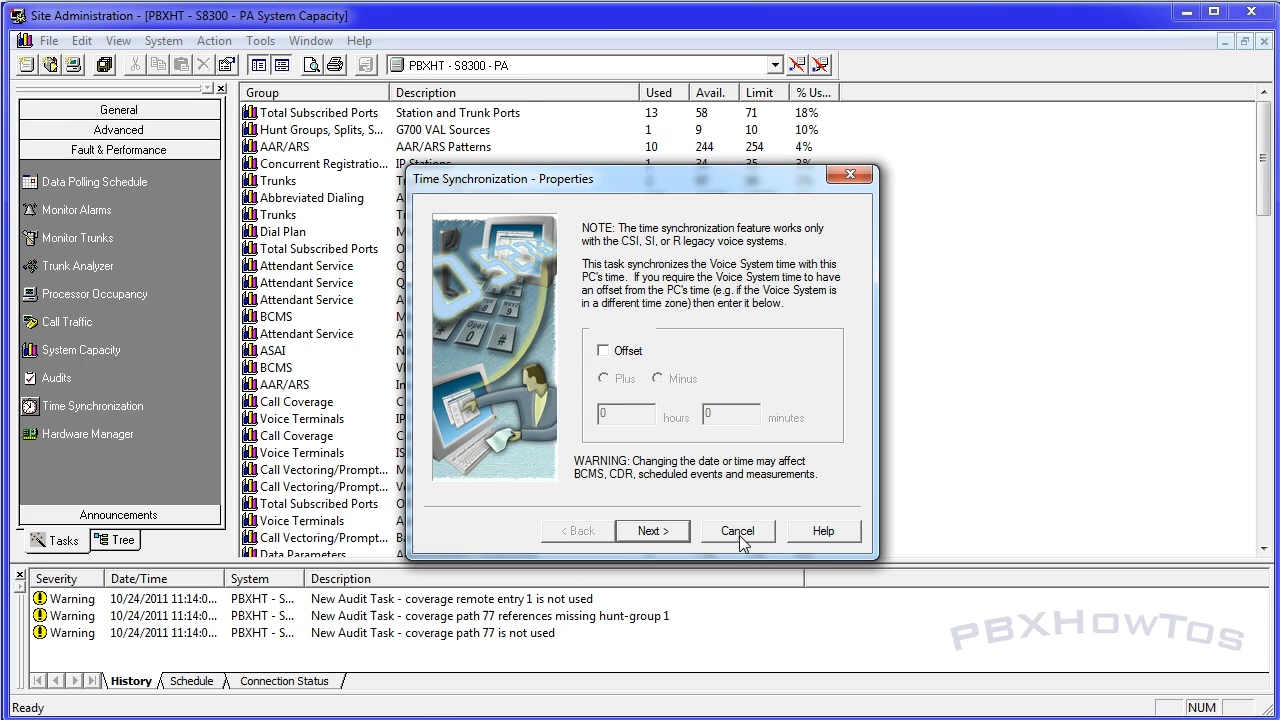 Site Administration - [PBXHT - S8300 - PA System Capacity]
File Edit View System Action Tools Window Help
PBXHT - S8300 - PA
General
Advanced
Fault & Performance
Data Polling Schedule
Monitor Alarms
Monitor Trunks
Trunk Analyzer
Processor Occupancy
Call Traffic
System Capacity
Audits
Time Synchronization
Hardware Manager
Announcements
Tasks Tree
Group Description Used Avail. Limit % Us...
Total Subscribed Ports Station and Trunk Ports 13 58 71 18%
Hunt Groups, Splits, S... G700 VAL Sources 1 9 10 10%
AAR/ARS AAR/ARS Patterns 10 244 254 4%
Concurrent Registratio... IP Stations 1 34 35 3%
Trunks
Abbreviated Dialing
Trunks
Dial Plan
Total Subscribed Ports
Attendant Service
Attendant Service
Attendant Service
BCMS
Attendant Service
ASAI
BCMS
AAR/ARS
Call Coverage
Voice Terminals
Call Coverage
Voice Terminals
Call Vectoring/Prompt...
Call Vectoring/Prompt...
Total Subscribed Ports
Voice Terminals
Call Vectoring/Prompt...
Data Parameters
Time Synchronization - Properties
NOTE: The time synchronization feature works only
with the CSI, SI, or R legacy voice systems.
This task synchronizes the Voice System time with this
PC's time. If you require the Voice System time to have
an offset from the PC's time (e.g. if the Voice System is
in a different time zone) then enter it below.
Offset
Plus Minus
0 hours 0 minutes
WARNING: Changing the date or time may affect
BCMS, CDR, scheduled events and measurements.
< Back Next > Cancel Help
Oper
0 #
Severity Date/Time System Description
Warning 10/24/2011 11:14:0... PBXHT - S... New Audit Task - coverage remote entry 1 is not used
Warning 10/24/2011 11:14:0... PBXHT - S... New Audit Task - coverage path 77 references missing hunt-group 1
Warning 10/24/2011 11:14:0... PBXHT - S... New Audit Task - coverage path 77 is not used
PBXHowTos
History Schedule Connection Status
Ready NUM